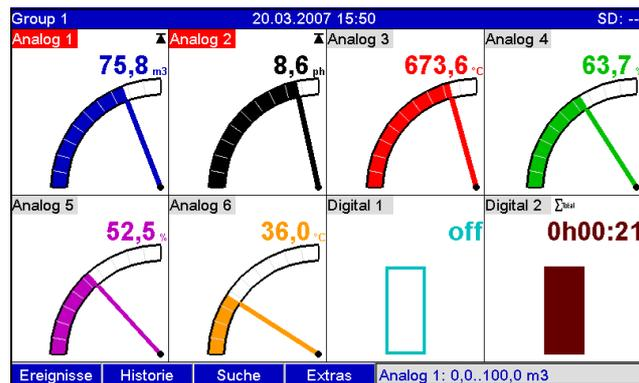 Group 1 20.03.2007 15:50 SD: --
Analog 1 Analog 2 Analog 3 Analog 4
75,8 m3 8,6 ph 673,6 °C 63,7 %
Analog 5 Analog 6 Digital 1 Digital 2 ΣTotal
52,5 % 36,0 °C off 0h00:21
Ereignisse Historie Suche Extras Analog 1: 0,0..100,0 m3